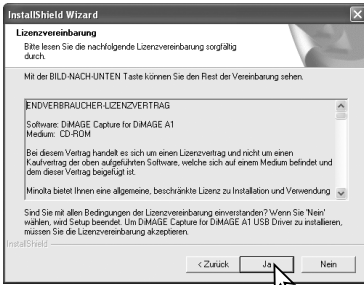 InstallShield Wizard
Lizenzvereinbarung
Bitte lesen Sie die nachfolgende Lizenzvereinbarung sorgfältig
durch.
Mit der BILD-NACH-UNTEN Taste können Sie den Rest der Vereinbarung sehen.
ENDVERBRAUCHER-LIZENZVERTRAG
Software: DiMAGE Capture for DiMAGE A1
Medium: CD-ROM
Bei diesem Vertrag handelt es sich um einen Lizenzvertrag und nicht um einen
Kaufvertrag der oben aufgeführten Software, welche sich auf einem Medium befindet und
dem dieser Vertrag beigefügt ist.
Minolta bietet Ihnen eine allgemeine, beschränkte Lizenz zu Installation und Verwendung
Sind Sie mit allen Bedingungen der Lizenzvereinbarung einverstanden? Wenn Sie 'Nein'
wählen, wird Setup beendet. Um DiMAGE Capture for DiMAGE A1 USB Driver zu installieren,
müssen Sie die Lizenzvereinbarung akzeptieren.
InstallShield
< Zurück
Ja
Nein